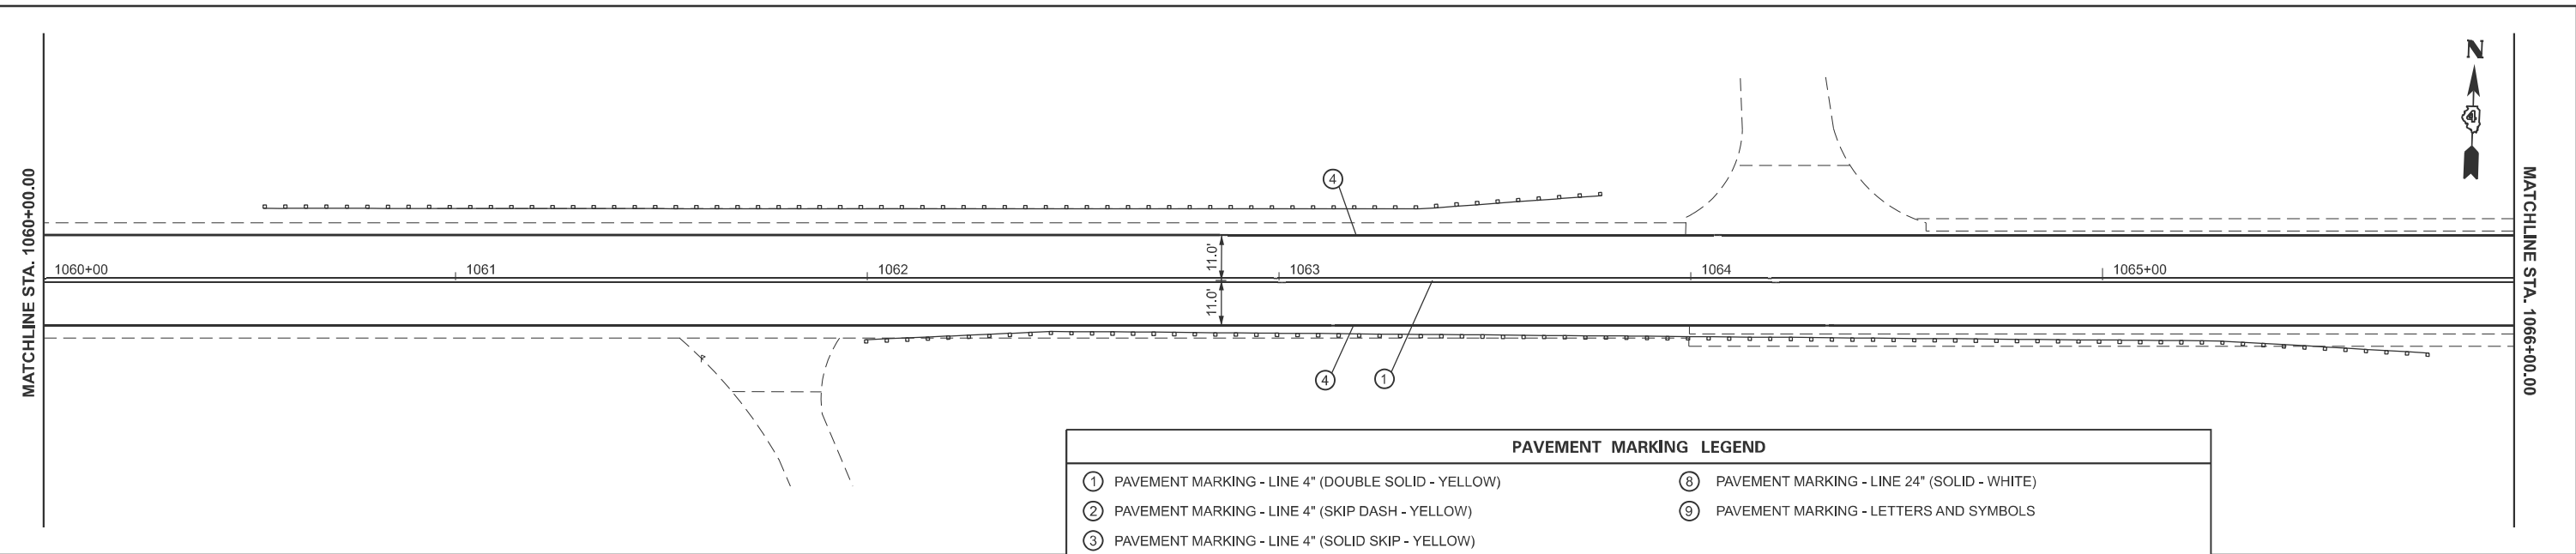 N
4
MATCHLINE STA. 1060+00.00
MATCHLINE STA. 1066+00.00
4
11.0'
1060+00 1061 1062 1063 1064 1065+00
11.0'
P
4 1
PAVEMENT MARKING LEGEND
1 PAVEMENT MARKING - LINE 4" (DOUBLE SOLID - YELLOW)
2 PAVEMENT MARKING - LINE 4" (SKIP DASH - YELLOW)
3 PAVEMENT MARKING - LINE 4" (SOLID SKIP - YELLOW)
8 PAVEMENT MARKING - LINE 24" (SOLID - WHITE)
9 PAVEMENT MARKING - LETTERS AND SYMBOLS